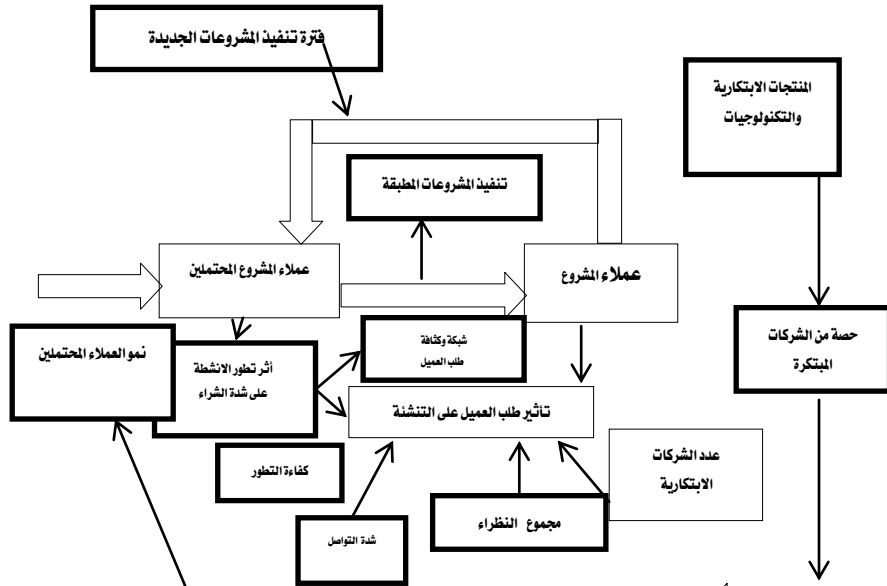 فترة تنفيذ المشروعات الجديدة
المنتجات الابتكارية
والتكنولوجيات
تنفيذ المشروعات المطبقة
عملاء المشروع المحتملين
عملاء المشروع
حصة من الشركات
المبتكرة
نمو العملاء المحتملين
أثر تطور الانشطة
على شدة الشراء
شبكة وكثافة
طلب العميل
تأثير طلب العميل على التنشئة
عدد الشركات
الابتكارية
كفاءة التطور
مجموع النظراء
شدة التواصل